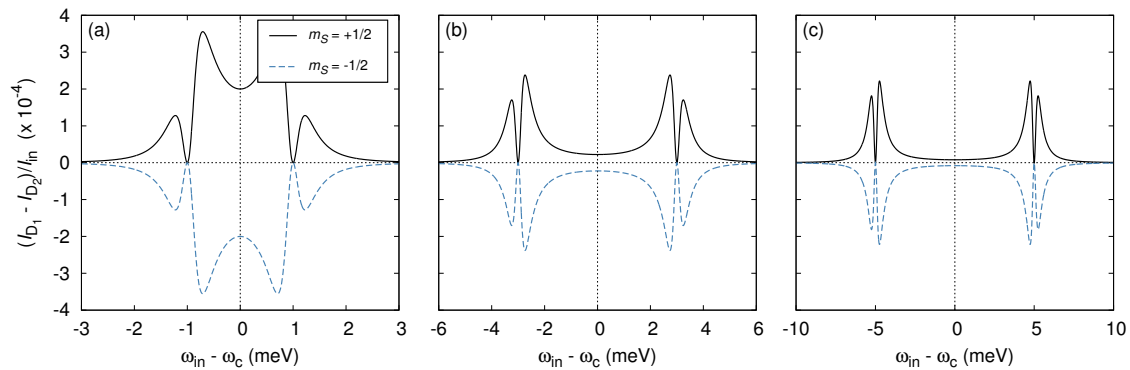 (a)
m_S = +1/2
m_S = -1/2
(I_D₁ - I_D₂)/I_in (x 10⁻⁴)
4
3
2
1
0
-1
-2
-3
-4
-3 -2 -1 0 1 2 3
ω_in - ω_c (meV)
(b)
-6 -4 -2 0 2 4 6
ω_in - ω_c (meV)
(c)
-10 -5 0 5 10
ω_in - ω_c (meV)